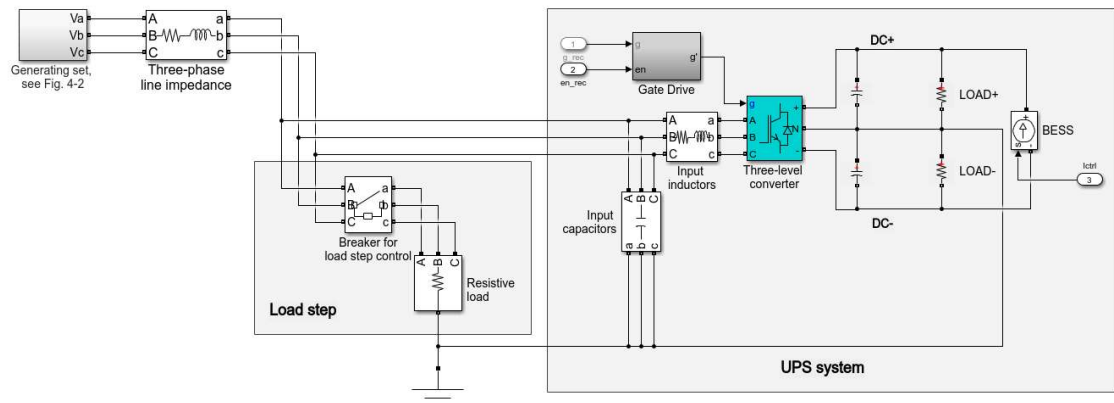 Va
Vb
Vc
Generating set,
see Fig. 4-2
A
B
C
a
b
c
Three-phase
line impedance
1
g_rec
2
en_rec
g
en
g'
Gate Drive
DC+
g
A
B
C
+
N
-
Three-level
converter
A
B
C
a
b
c
Input
inductors
LOAD+
LOAD-
+
s
-
BESS
Ictrl
3
DC-
A
B
C
a
b
c
Breaker for
load step control
A B C
Resistive
load
Load step
A B C
a b c
Input
capacitors
UPS system